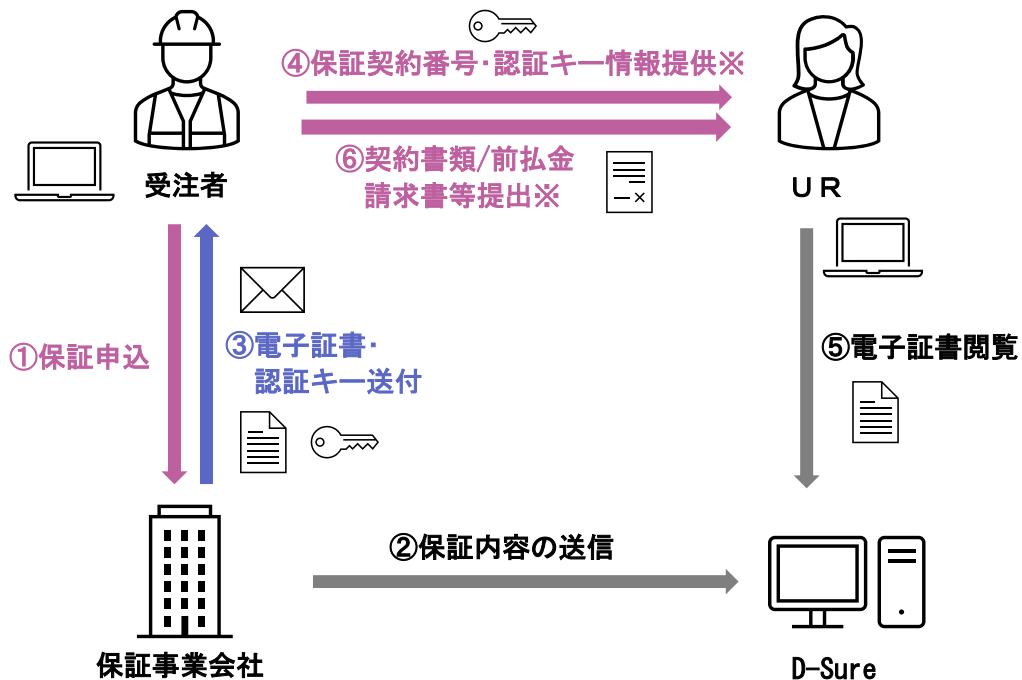 ④保証契約番号・認証キー情報提供※
⑥契約書類/前払金
請求書等提出※
受注者
UR
①保証申込
③電子証書・
認証キー送付
⑤電子証書閲覧
②保証内容の送信
保証事業会社
D-Sure